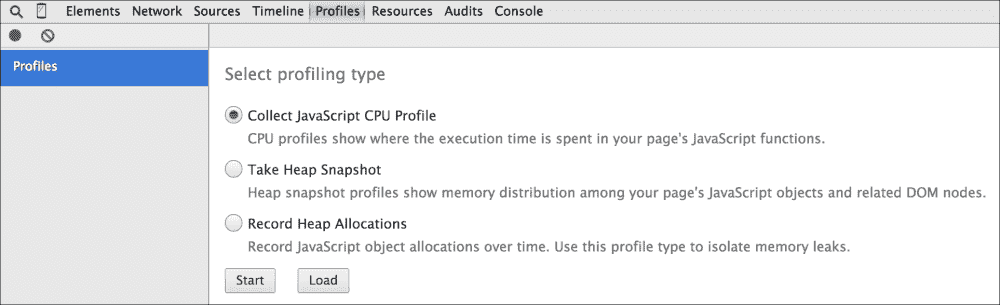 Elements Network Sources Timeline Profiles Resources Audits Console
Profiles
Select profiling type
Collect JavaScript CPU Profile
CPU profiles show where the execution time is spent in your page's JavaScript functions.
Take Heap Snapshot
Heap snapshot profiles show memory distribution among your page's JavaScript objects and related DOM nodes.
Record Heap Allocations
Record JavaScript object allocations over time. Use this profile type to isolate memory leaks.
Start Load